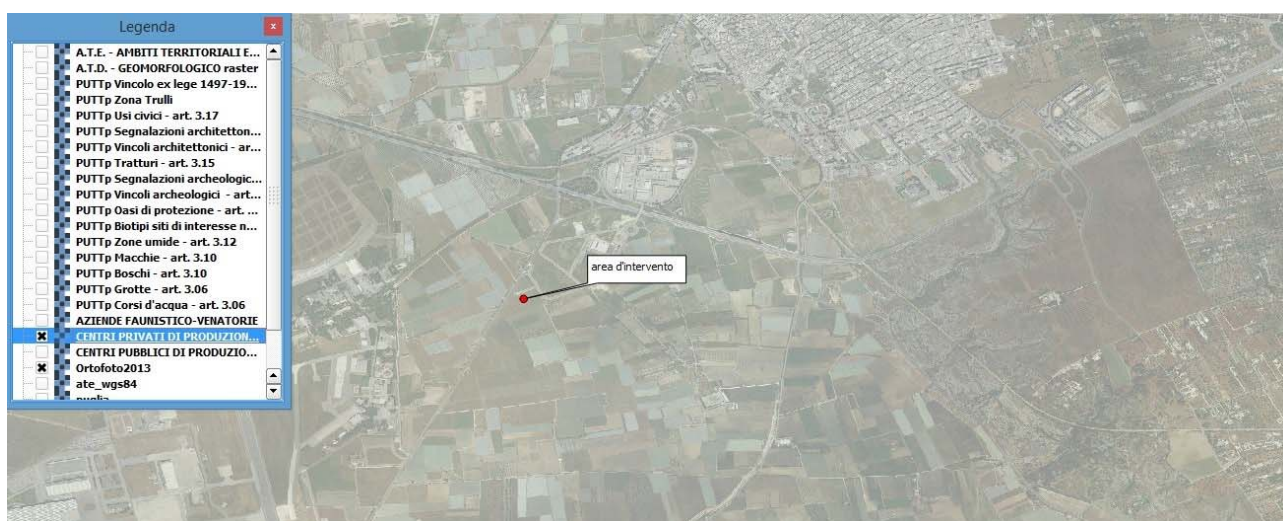 Legenda
x
A.T.E. - AMBITI TERRITORIALI E...
A.T.D. - GEOMORFOLOGICO raster
PUTTp Vincolo ex lege 1497-19...
PUTTp Zona Trulli
PUTTp Usi civici - art. 3.17
PUTTp Segnalazioni architetton...
PUTTp Vincoli architettonici - ar...
PUTTp Tratturi - art. 3.15
PUTTp Segnalazioni archeologic...
PUTTp Vincoli archeologici - art...
PUTTp Oasi di protezione - art. ...
PUTTp Biotipi siti di interesse n...
PUTTp Zone umide - art. 3.12
PUTTp Macchie - art. 3.10
PUTTp Boschi - art. 3.10
PUTTp Grotte - art. 3.06
PUTTp Corsi d'acqua - art. 3.06
AZIENDE FAUNISTICO-VENATORIE
CENTRI PRIVATI DI PRODUZION...
CENTRI PUBBLICI DI PRODUZIO...
Ortofoto2013
ate_wgs84
puglia
area d'intervento